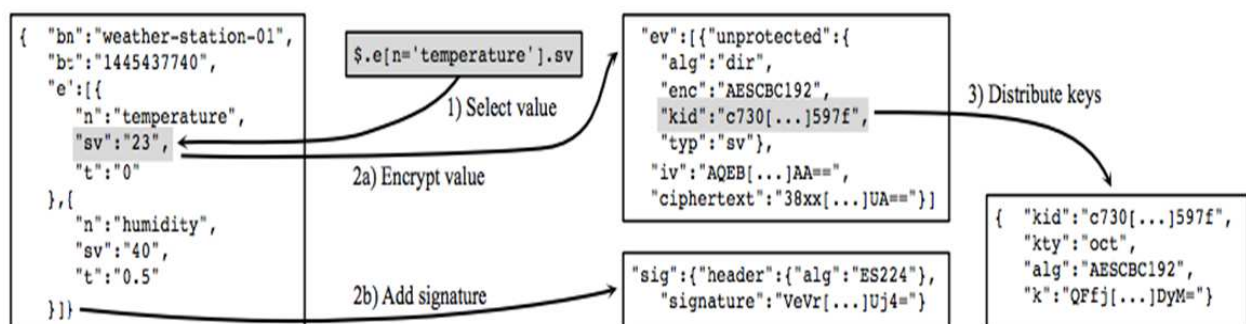 { "bn":"weather-station-01",
"bt":"1445437740",
"e':[{
"n":"temperature",
"sv":"23",
"t":"0"
},{
"n":"humidity",
"sv":"40",
"t":"0.5"
}]}
$.e[n='temperature'].sv
1) Select value
2a) Encrypt value
2b) Add signature
"ev":[{"unprotected":{
"alg":"dir",
"enc":"AESCBC192",
"kid":"c730[...]597f",
"typ":"sv"},
"iv":"AQEB[...]AA==",
"ciphertext":"38xx[...]UA=="}]
"sig":{"header":{"alg":"ES224"},
"signature":"VeVr[...]Uj4="}
3) Distribute keys
{ "kid":"c730[...]597f",
"kty":"oct",
"alg":"AESCBC192",
"k":"QFfj[...]DyM="}